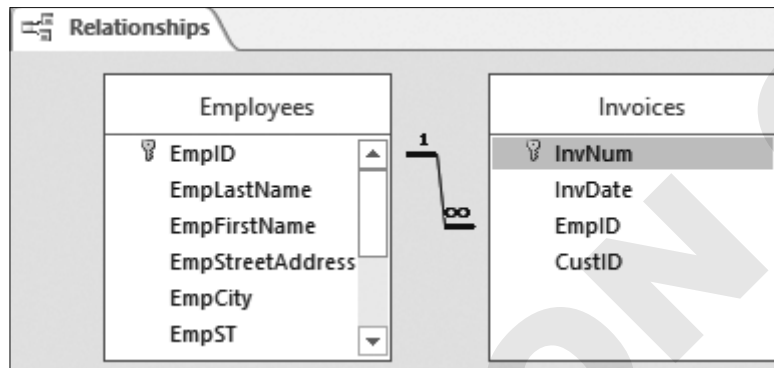 Relationships
Employees
EmpID
EmpLastName
EmpFirstName
EmpStreetAddress
EmpCity
EmpST
1
∞
Invoices
InvNum
InvDate
EmpID
CustID